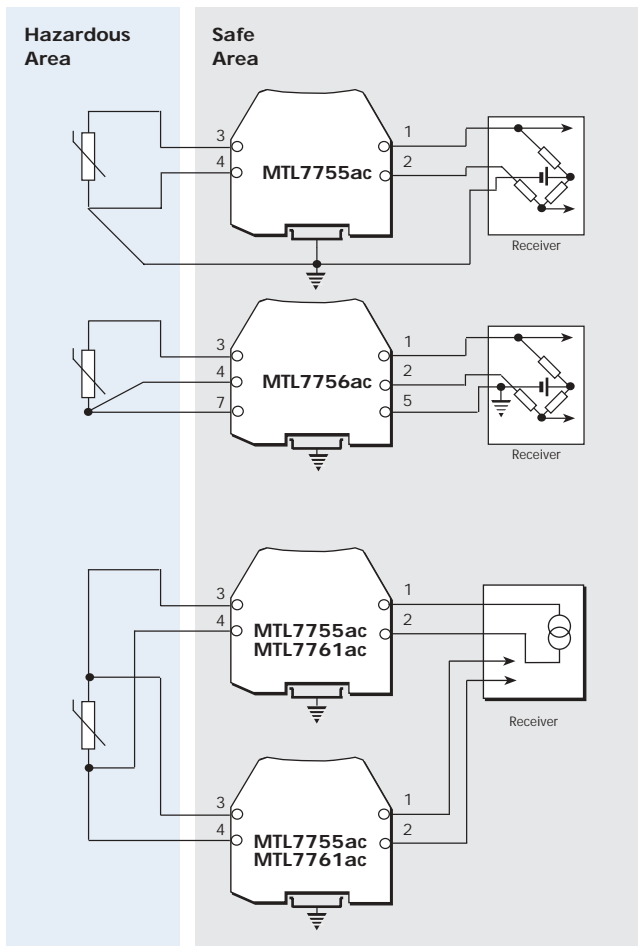 Hazardous
Area
Safe
Area
3
4
MTL7755ac
1
2
Receiver
3
4
7
MTL7756ac
1
2
5
Receiver
3
4
MTL7755ac
MTL7761ac
1
2
Receiver
3
4
MTL7755ac
MTL7761ac
1
2